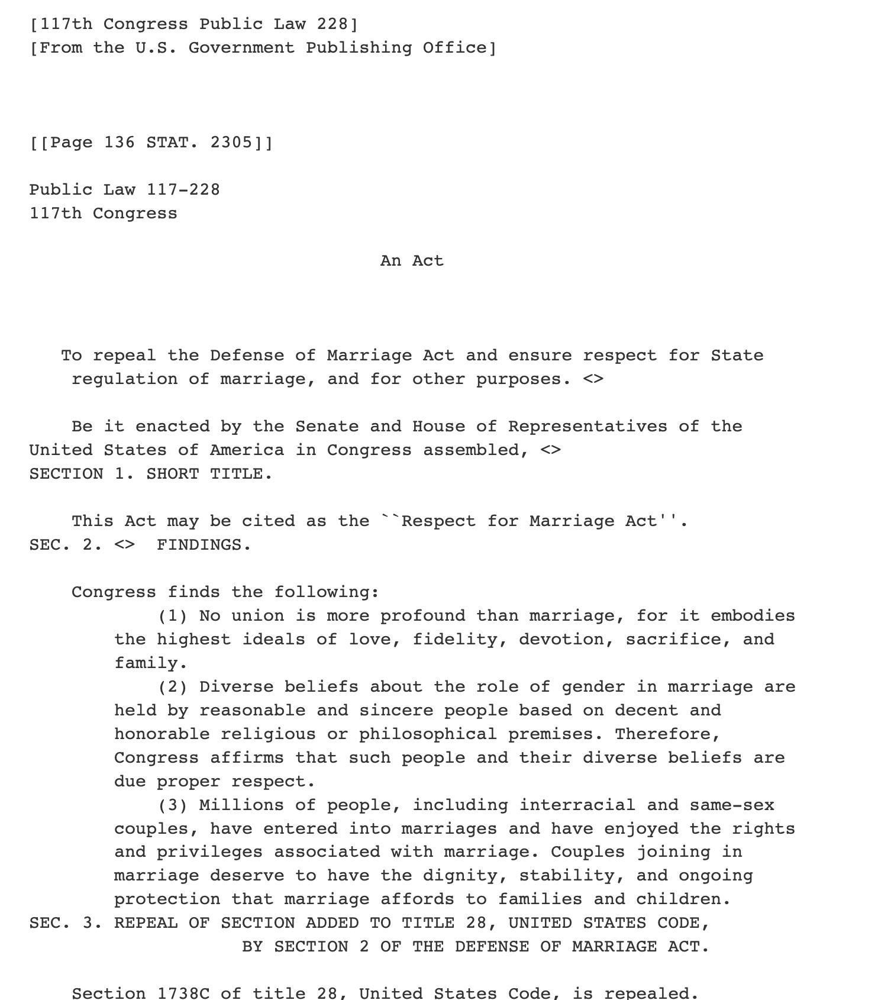 [117th Congress Public Law 228]
[From the U.S. Government Publishing Office]
[[Page 136 STAT. 2305]]
Public Law 117-228
117th Congress
An Act
To repeal the Defense of Marriage Act and ensure respect for State
regulation of marriage, and for other purposes. <>
Be it enacted by the Senate and House of Representatives of the
United States of America in Congress assembled, <>
SECTION 1. SHORT TITLE.
This Act may be cited as the ``Respect for Marriage Act''.
SEC. 2. <>  FINDINGS.
Congress finds the following:
(1) No union is more profound than marriage, for it embodies
the highest ideals of love, fidelity, devotion, sacrifice, and
family.
(2) Diverse beliefs about the role of gender in marriage are
held by reasonable and sincere people based on decent and
honorable religious or philosophical premises. Therefore,
Congress affirms that such people and their diverse beliefs are
due proper respect.
(3) Millions of people, including interracial and same-sex
couples, have entered into marriages and have enjoyed the rights
and privileges associated with marriage. Couples joining in
marriage deserve to have the dignity, stability, and ongoing
protection that marriage affords to families and children.
SEC. 3. REPEAL OF SECTION ADDED TO TITLE 28, UNITED STATES CODE,
BY SECTION 2 OF THE DEFENSE OF MARRIAGE ACT.
Section 1738C of title 28, United States Code, is repealed.